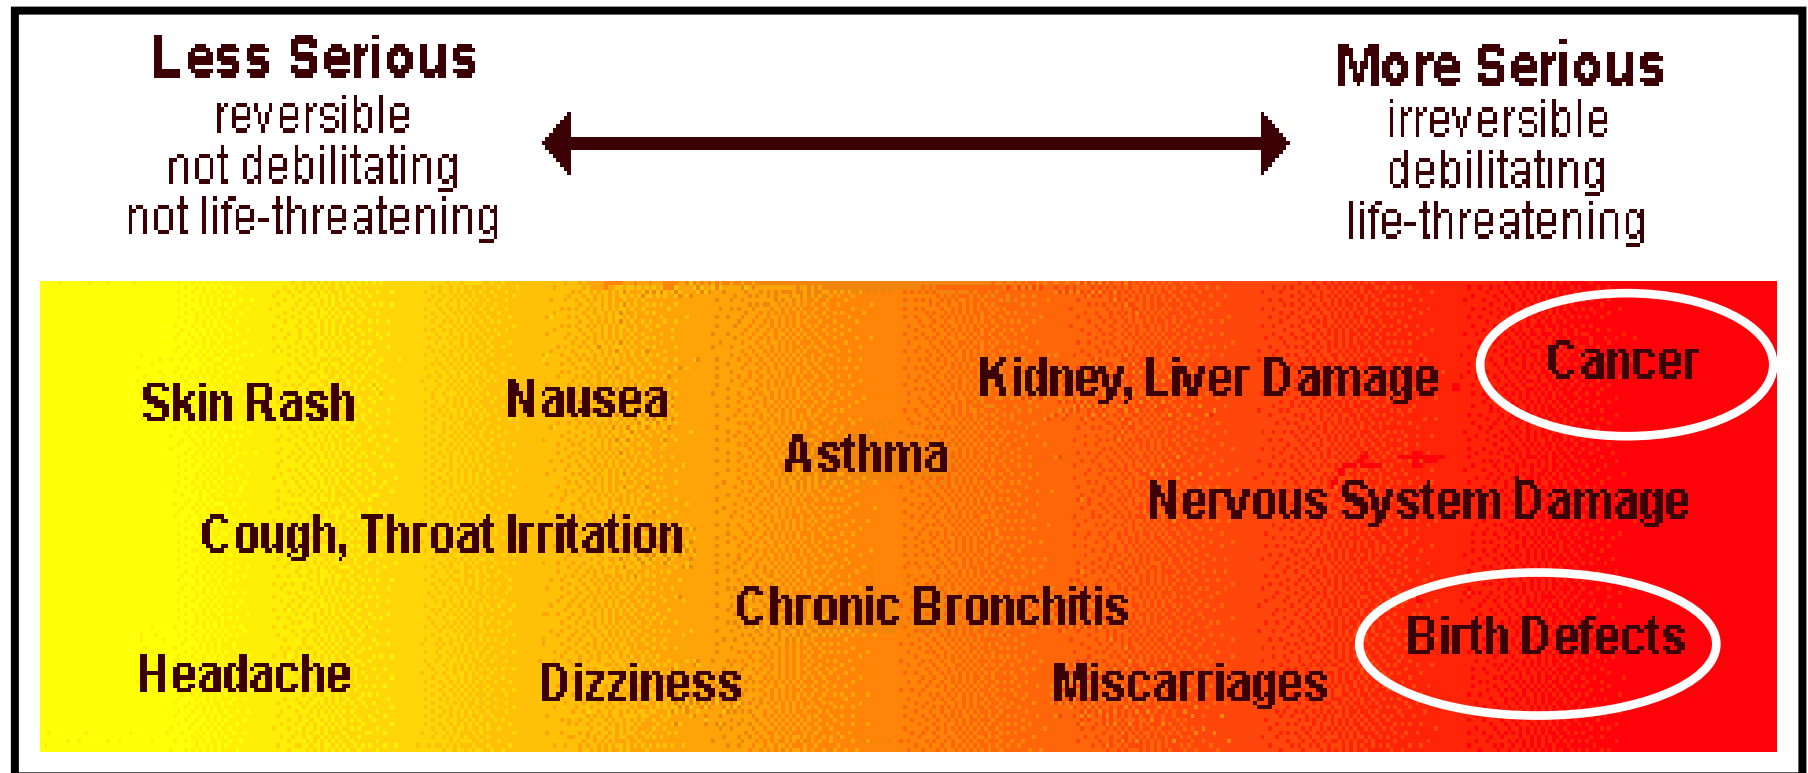 Less Serious
reversible
not debilitating
not life-threatening
More Serious
irreversible
debilitating
life-threatening
Skin Rash
Nausea
Kidney, Liver Damage
Cancer
Asthma
Nervous System Damage
Cough, Throat Irritation
Chronic Bronchitis
Birth Defects
Headache
Dizziness
Miscarriages